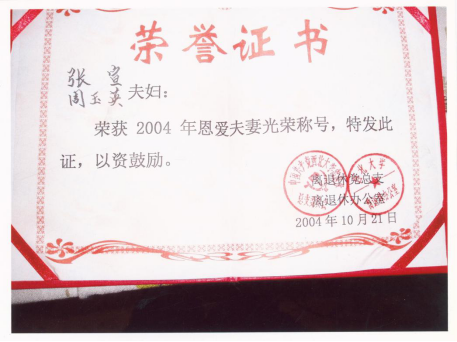 荣誉证书
张 宣
周玉英 夫妇：
荣获 2004 年恩爱夫妻光荣称号，特发此
证，以资鼓励。
离退休党总支
离退休办公室
2004 年 10 月 21 日